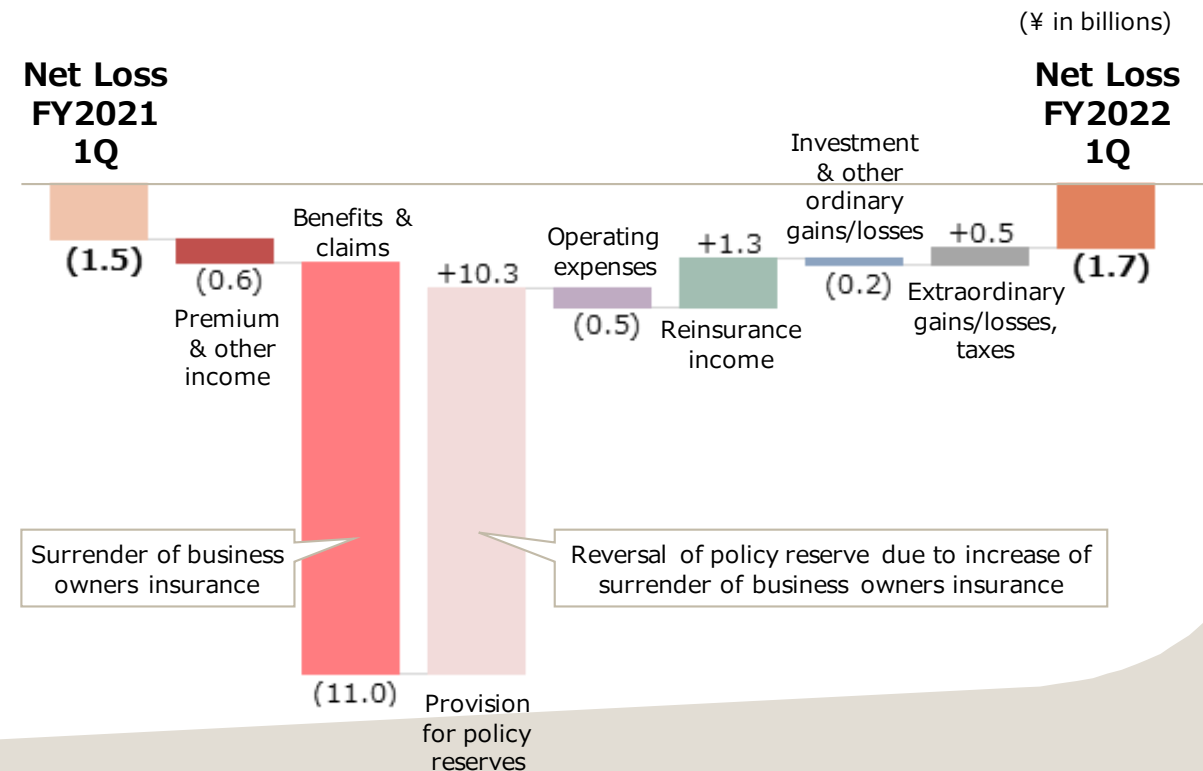 (¥ in billions)
Net Loss
FY2021
1Q
Net Loss
FY2022
1Q
(1.5)
(0.6)
Premium
& other
income
Benefits &
claims
(11.0)
+10.3
Provision
for policy
reserves
Operating
expenses
(0.5)
+1.3
Reinsurance
income
Investment
& other
ordinary
gains/losses
(0.2)
+0.5
Extraordinary
gains/losses,
taxes
(1.7)
Surrender of business
owners insurance
Reversal of policy reserve due to increase of
surrender of business owners insurance